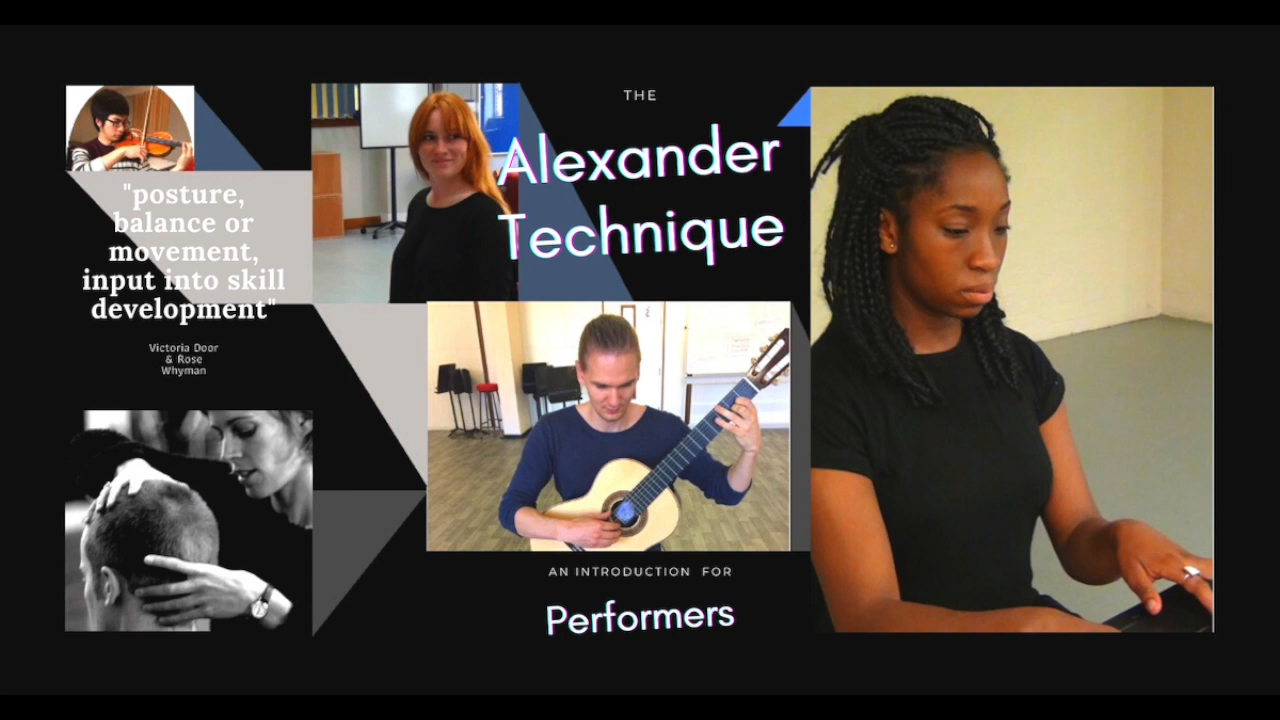 "posture,
balance or
movement,
input into skill
development"
Victoria Door
& Rose
Whyman
THE
Alexander
Technique
AN INTRODUCTION FOR
Performers